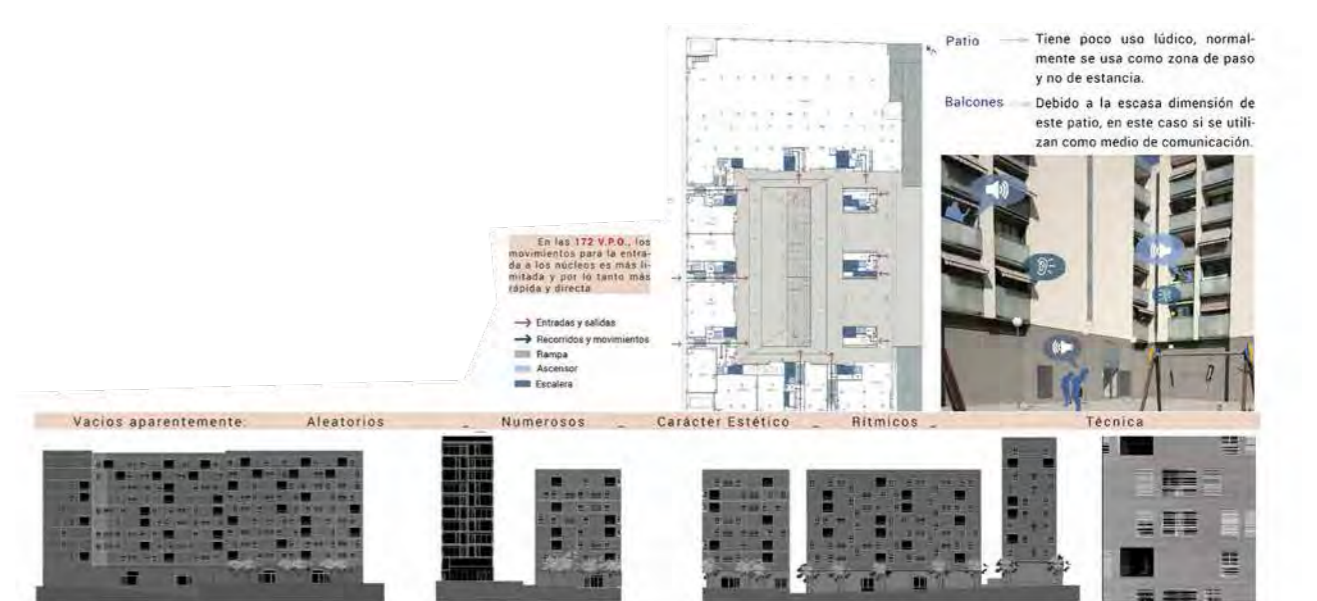 Patio
Tiene poco uso lúdico, normal-
mente se usa como zona de paso
y no de estancia.
Balcones
Debido a la escasa dimensión de
este patio, en este caso si se utili-
zan como medio de comunicación.
En las 172 V.P.O., los
movimientos para la entra-
da a los núcleos es más li-
mitada y por lo tanto más
rápida y directa
Entradas y salidas
Recorridos y movimientos
Rampa
Ascensor
Escalera
Vacios aparentemente: Aleatorios _ Numerosos _ Carácter Estético _ Rítmicos _ Técnica